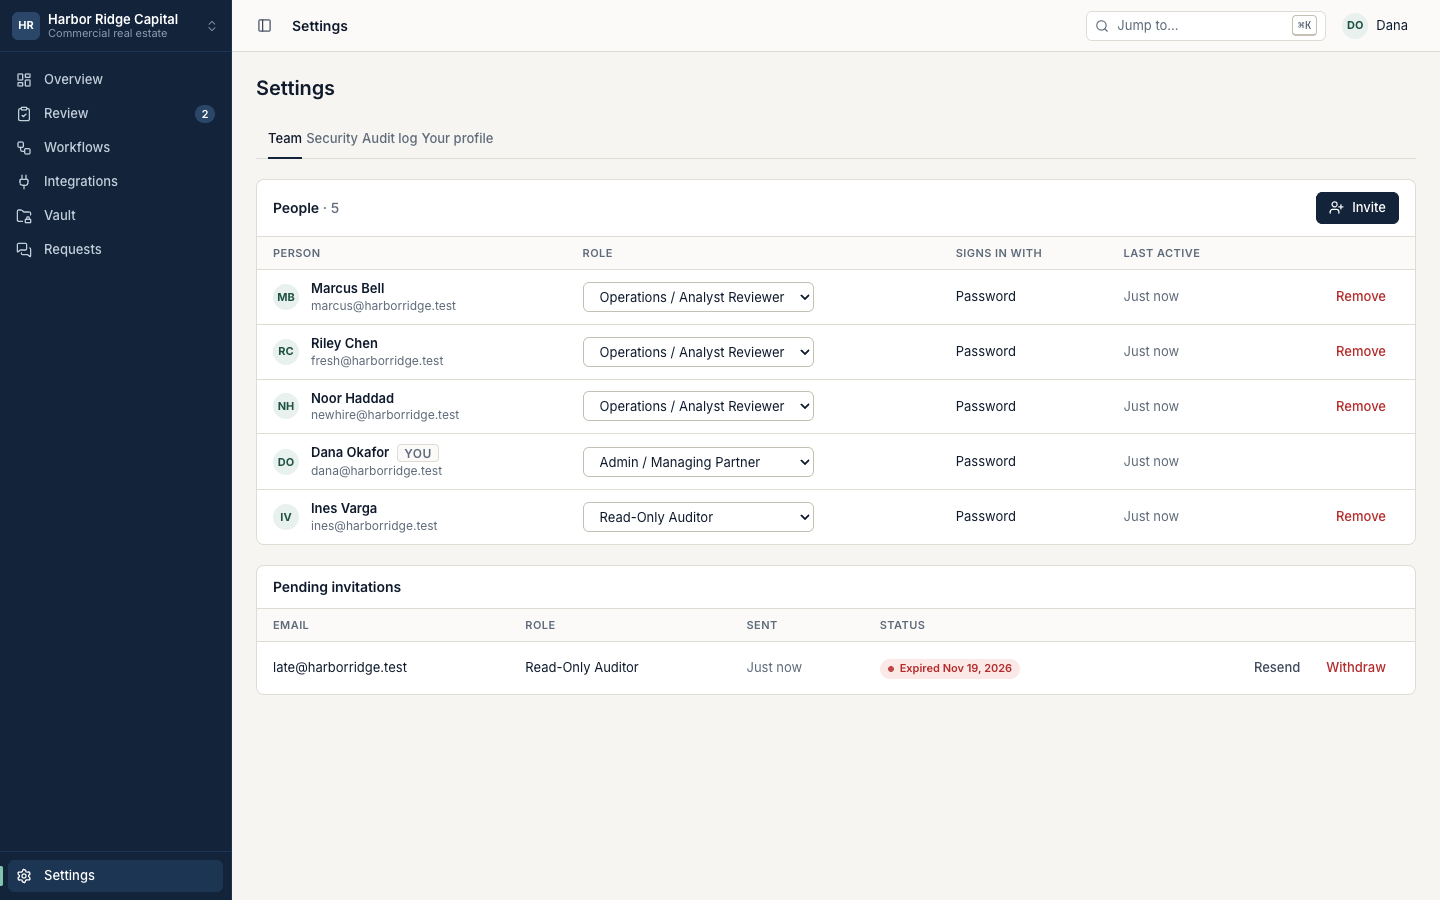 HR
Harbor Ridge Capital
Commercial real estate
Settings
Jump to...
⌘K
DO
Dana
Overview
Review
2
Workflows
Integrations
Vault
Requests
Settings
Settings
Team Security Audit log Your profile
People · 5
Invite
PERSON ROLE SIGNS IN WITH LAST ACTIVE
MB
Marcus Bell
marcus@harborridge.test
Operations / Analyst Reviewer
Password
Just now
Remove
RC
Riley Chen
fresh@harborridge.test
Operations / Analyst Reviewer
Password
Just now
Remove
NH
Noor Haddad
newhire@harborridge.test
Operations / Analyst Reviewer
Password
Just now
Remove
DO
Dana Okafor YOU
dana@harborridge.test
Admin / Managing Partner
Password
Just now
IV
Ines Varga
ines@harborridge.test
Read-Only Auditor
Password
Just now
Remove
Pending invitations
EMAIL ROLE SENT STATUS
late@harborridge.test Read-Only Auditor Just now Expired Nov 19, 2026 Resend Withdraw